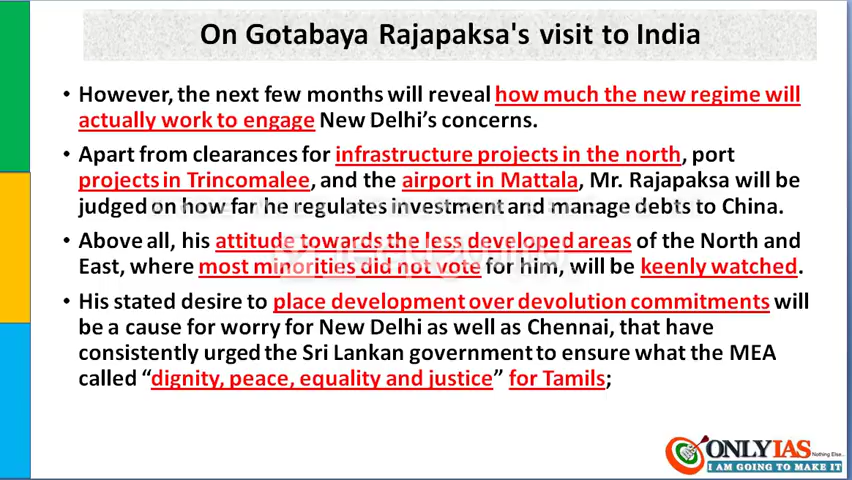 On Gotabaya Rajapaksa's visit to India
• However, the next few months will reveal how much the new regime will
actually work to engage New Delhi’s concerns.
• Apart from clearances for infrastructure projects in the north, port
projects in Trincomalee, and the airport in Mattala, Mr. Rajapaksa will be
judged on how far he regulates investment and manage debts to China.
• Above all, his attitude towards the less developed areas of the North and
East, where most minorities did not vote for him, will be keenly watched.
• His stated desire to place development over devolution commitments will
be a cause for worry for New Delhi as well as Chennai, that have
consistently urged the Sri Lankan government to ensure what the MEA
called “dignity, peace, equality and justice” for Tamils;
ONLYIAS
Nothing Else..
I AM GOING TO MAKE IT